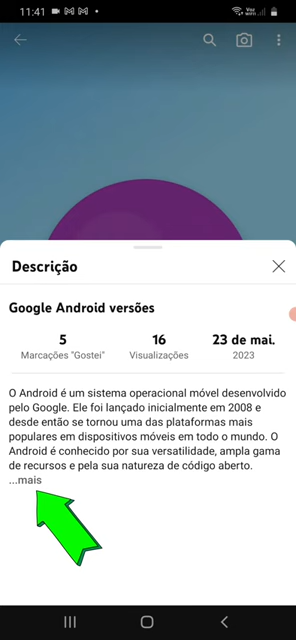 11:41
Vo))
WiFi
Descrição
Google Android versões
5 16 23 de mai.
Marcações "Gostei" Visualizações 2023
O Android é um sistema operacional móvel desenvolvido
pelo Google. Ele foi lançado inicialmente em 2008 e
desde então se tornou uma das plataformas mais
populares em dispositivos móveis em todo o mundo. O
Android é conhecido por sua versatilidade, ampla gama
de recursos e pela sua natureza de código aberto.
...mais